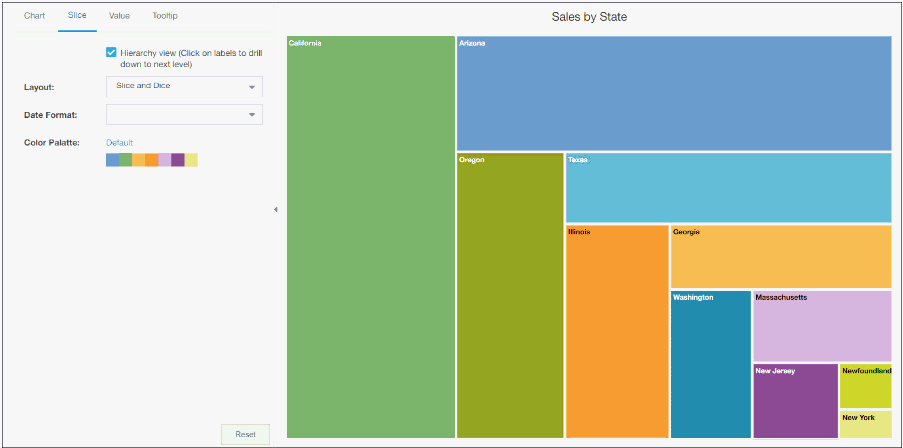 Chart Slice Value Tooltip
Hierarchy view (Click on labels to drill
down to next level)
Layout: Slice and Dice
Date Format:
Color Palatte: Default
Reset
Sales by State
California Arizona
Oregon Texas
Illinois Georgia
Washington Massachusetts
New Jersey Newfoundland
New York